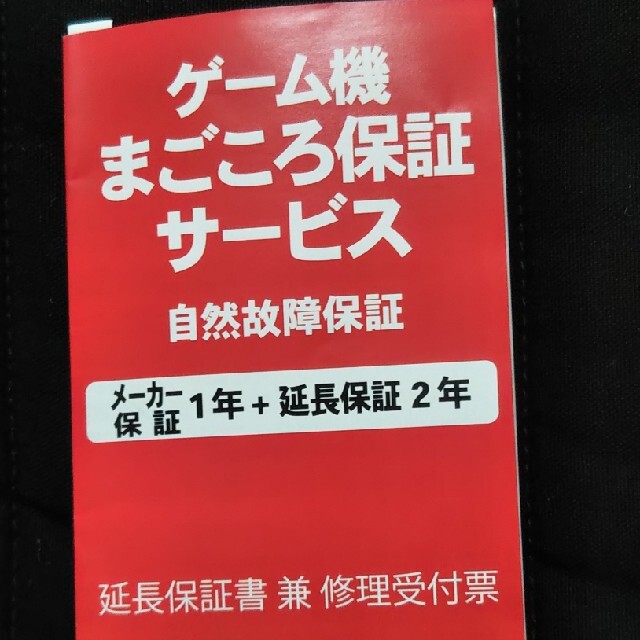 ゲーム機
まごころ保証
サービス
自然故障保証
メーカー保証 1年 + 延長保証 2年
延長保証書 兼 修理受付票